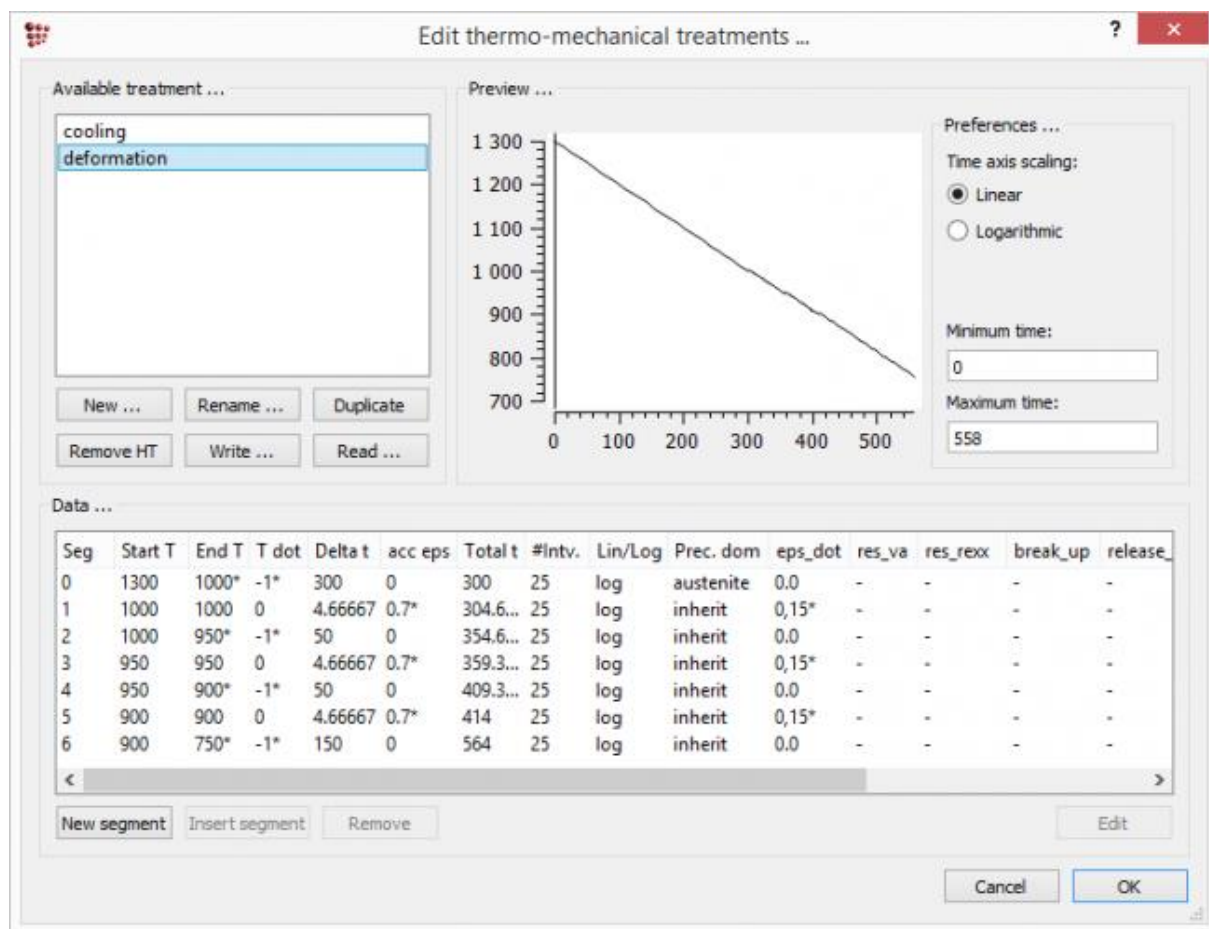 Edit thermo-mechanical treatments ...
? ×
Available treatment ...
cooling
deformation
New ... Rename ... Duplicate
Remove HT Write ... Read ...
Preview ...
1 300
1 200
1 100
1 000
900
800
700
0 100 200 300 400 500
Preferences ...
Time axis scaling:
Linear
Logarithmic
Minimum time:
0
Maximum time:
558
Data ...
Seg Start T End T T dot Delta t acc eps Total t #Intv. Lin/Log Prec. dom eps_dot res_va res_rexx break_up release_
0 1300 1000* -1* 300 0 300 25 log austenite 0.0 - - - -
1 1000 1000 0 4.66667 0.7* 304.6... 25 log inherit 0,15* - - - -
2 1000 950* -1* 50 0 354.6... 25 log inherit 0.0 - - - -
3 950 950 0 4.66667 0.7* 359.3... 25 log inherit 0,15* - - - -
4 950 900* -1* 50 0 409.3... 25 log inherit 0.0 - - - -
5 900 900 0 4.66667 0.7* 414 25 log inherit 0,15* - - - -
6 900 750* -1* 150 0 564 25 log inherit 0.0 - - - -
New segment Insert segment Remove Edit
Cancel OK